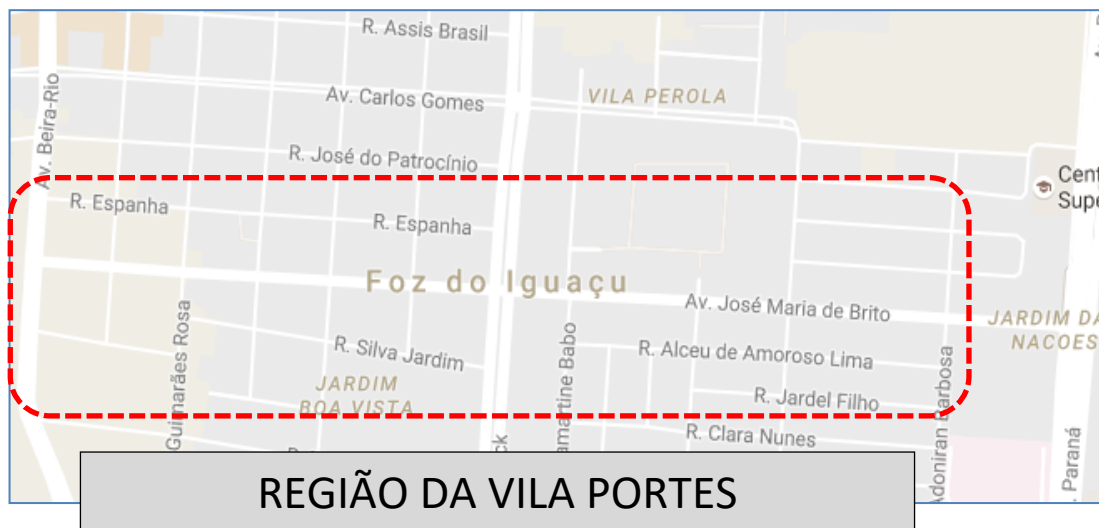 R. Assis Brasil
Av. Carlos Gomes
VILA PEROLA
Av. Beira-Rio
R. José do Patrocínio
Cent
Supe
R. Espanha
R. Espanha
Foz do Iguaçu
Av. José Maria de Brito
JARDIM DA
NACOES
Guimarães Rosa
R. Silva Jardim
amartine Babo
R. Alceu de Amoroso Lima
JARDIM
BOA VISTA
R. Jardel Filho
Adoniran Barbosa
R. Clara Nunes
ck
. Paraná
REGIÃO DA VILA PORTES